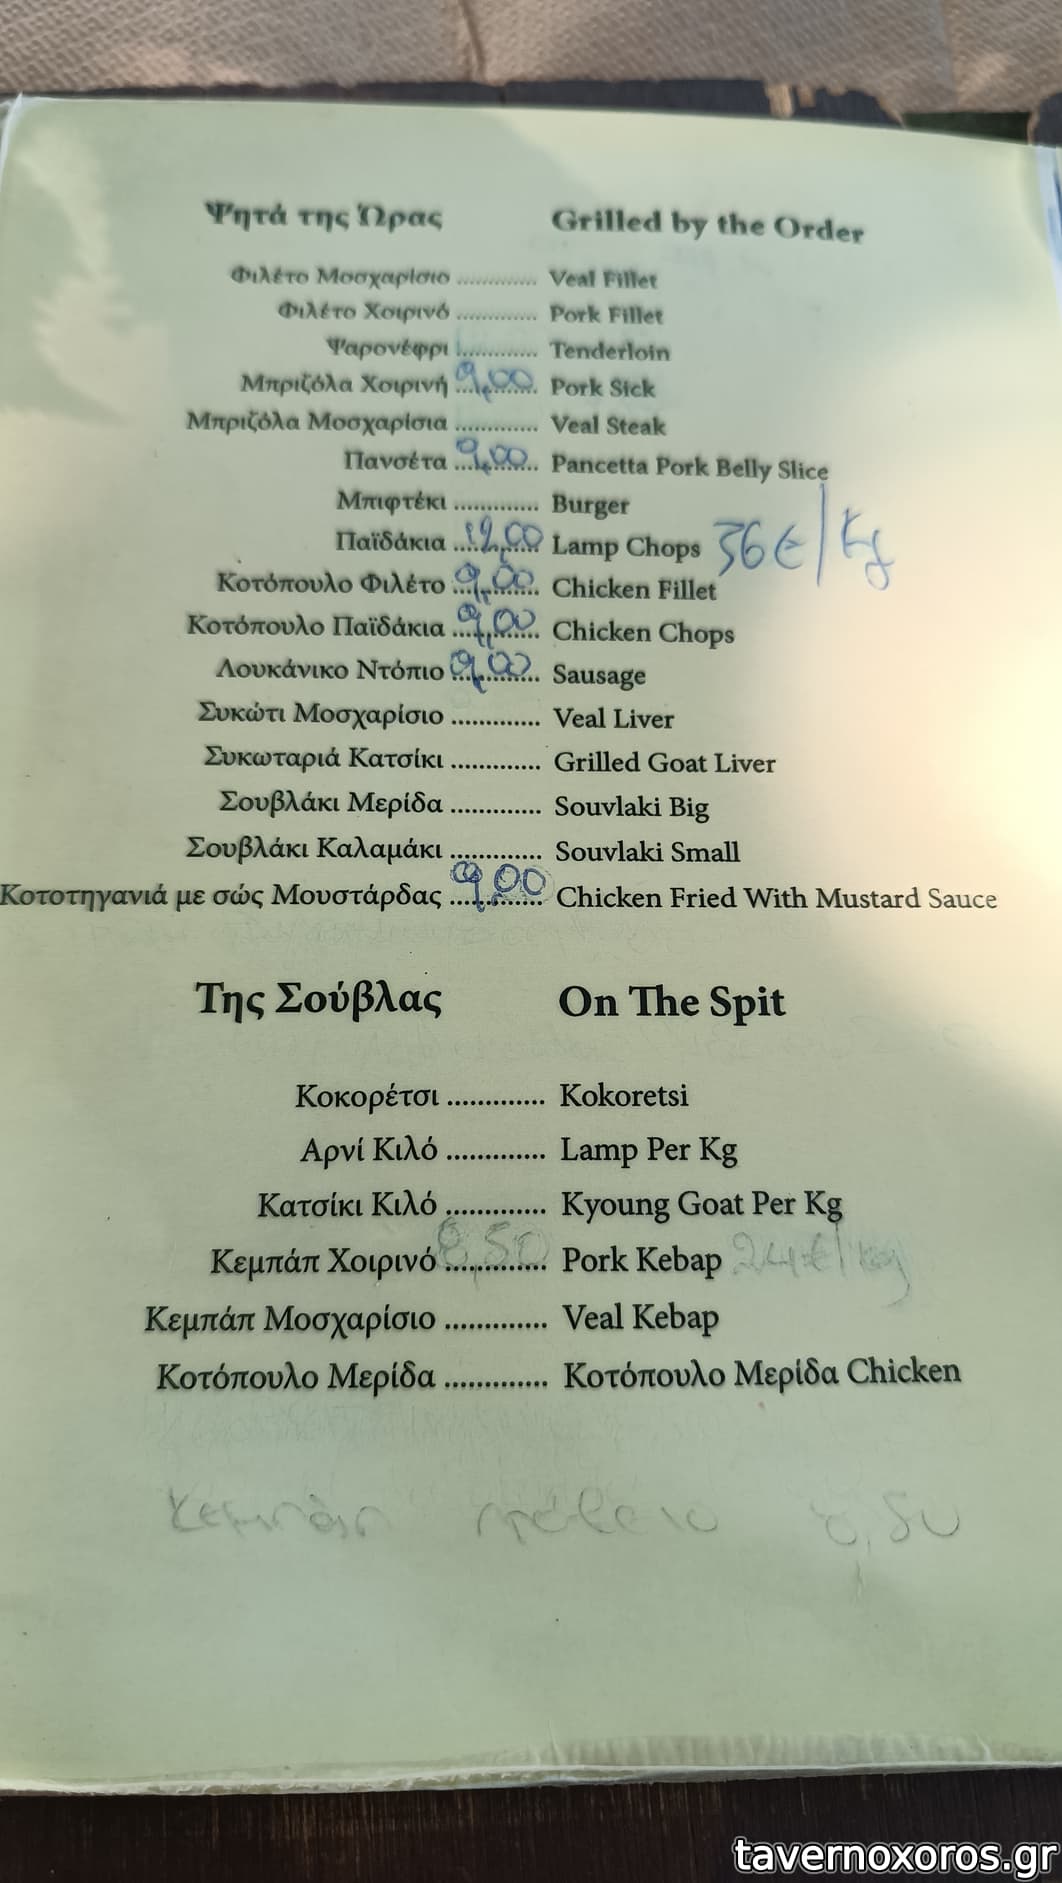 Ψητά της Ώρας Grilled by the Order
Φιλέτο Μοσχαρίσιο ............. Veal Fillet
Φιλέτο Χοιρινό ............. Pork Fillet
Ψαρονέφρι ............. Tenderloin
Μπριζόλα Χοιρινή 9,00 Pork Sick
Μπριζόλα Μοσχαρίσια ............. Veal Steak
Πανσέτα 9,00 Pancetta Pork Belly Slice
Μπιφτέκι ............. Burger
Παϊδάκια 12,00 Lamp Chops 36€/Kg
Κοτόπουλο Φιλέτο 9,00 Chicken Fillet
Κοτόπουλο Παϊδάκια 9,00 Chicken Chops
Λουκάνικο Ντόπιο 9,00 Sausage
Συκώτι Μοσχαρίσιο ............. Veal Liver
Συκωταριά Κατσίκι ............. Grilled Goat Liver
Σουβλάκι Μερίδα ............. Souvlaki Big
Σουβλάκι Καλαμάκι ............. Souvlaki Small
Κοτοτηγανιά με σώς Μουστάρδας 9,00 Chicken Fried With Mustard Sauce
Της Σούβλας On The Spit
Κοκορέτσι ............. Kokoretsi
Αρνί Κιλό ............. Lamp Per Kg
Κατσίκι Κιλό ............. Kyoung Goat Per Kg
Κεμπάπ Χοιρινό 8,50 Pork Kebap 24€/kg
Κεμπάπ Μοσχαρίσιο ............. Veal Kebap
Κοτόπουλο Μερίδα ............. Κοτόπουλο Μερίδα Chicken
Κεμπάπ πρόβειο 8,50
tavernoxoros.gr